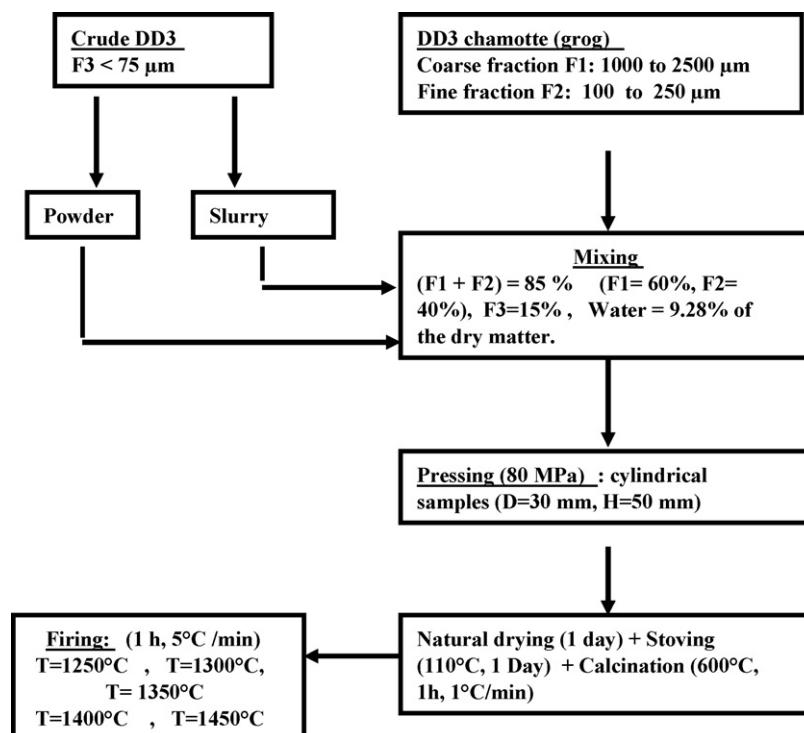 Crude DD3
F3 < 75 µm
DD3 chamotte (grog)
Coarse fraction F1: 1000 to 2500 µm
Fine fraction F2: 100 to 250 µm
Powder
Slurry
Mixing
(F1 + F2) = 85 % (F1= 60%, F2=
40%), F3=15% , Water = 9.28% of
the dry matter.
Pressing (80 MPa) : cylindrical
samples (D=30 mm, H=50 mm)
Natural drying (1 day) + Stoving
(110°C, 1 Day) + Calcination (600°C,
1h, 1°C/min)
Firing: (1 h, 5°C /min)
T=1250°C , T=1300°C,
T= 1350°C
T=1400°C , T=1450°C